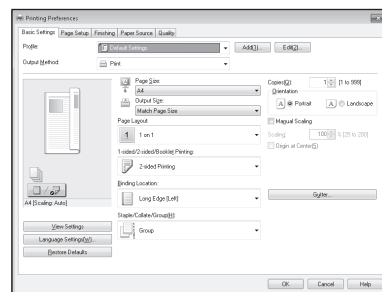 Printing Preferences
Basic Settings Page Setup Finishing Paper Source Quality
Profile: Default Settings Add(1)... Edit(2)...
Output Method: Print
Page Size:
A4
Output Size:
Match Page Size
Copies(Q): 1 [1 to 999]
Orientation
A Portrait A Landscape
Page Layout
1 1 on 1
Manual Scaling
Scaling: 100 % [25 to 200]
Origin at Center(5)
1-sided/2-sided/Booklet Printing:
2-sided Printing
Binding Location:
Long Edge [Left]
Gutter...
A4 [Scaling: Auto]
Staple/Collate/Group(H)
Group
View Settings
Language Settings(W)...
Restore Defaults
OK Cancel Help